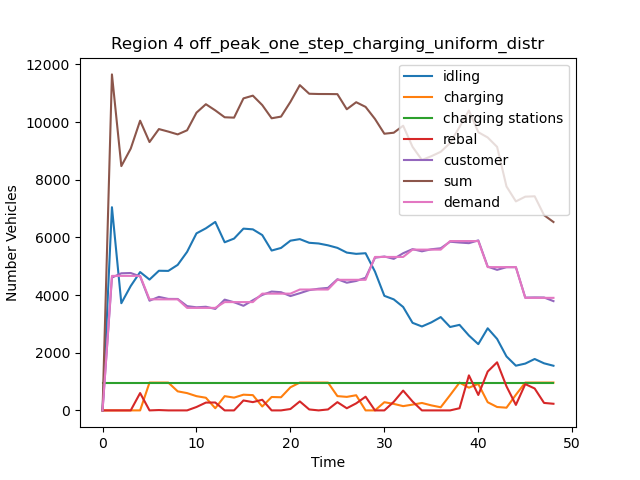 Region 4 off_peak_one_step_charging_uniform_distr
12000
10000
8000
6000
4000
2000
0
Number Vehicles
0 10 20 30 40 50
Time
idling
charging
charging stations
rebal
customer
sum
demand